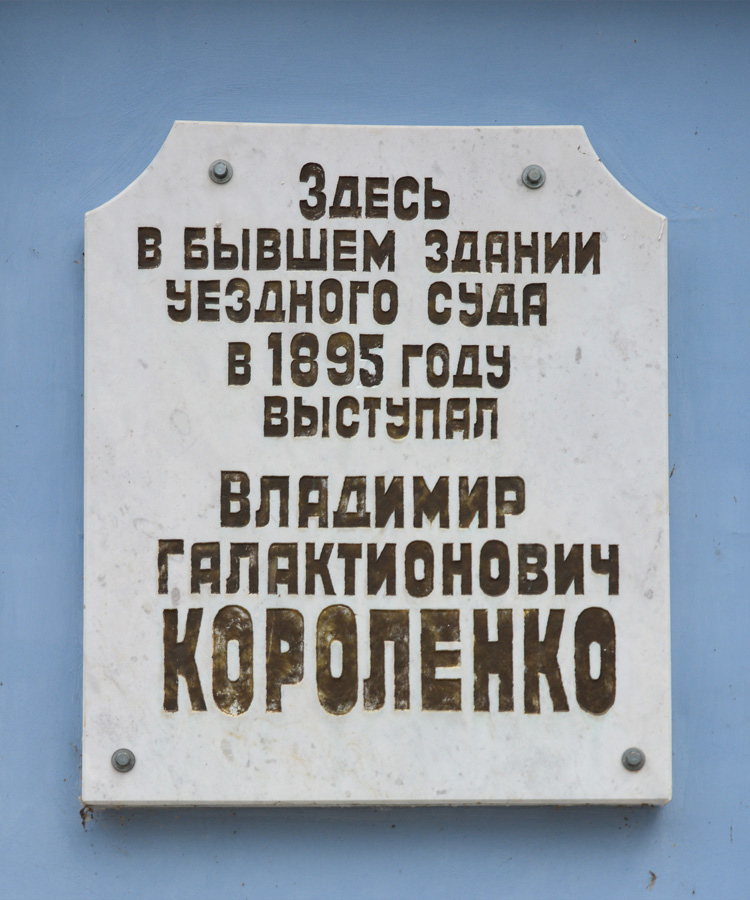 Здесь
в бывшем здании
уездного суда
в 1895 году
выступал
Владимир
Галактионович
КОРОЛЕНКО